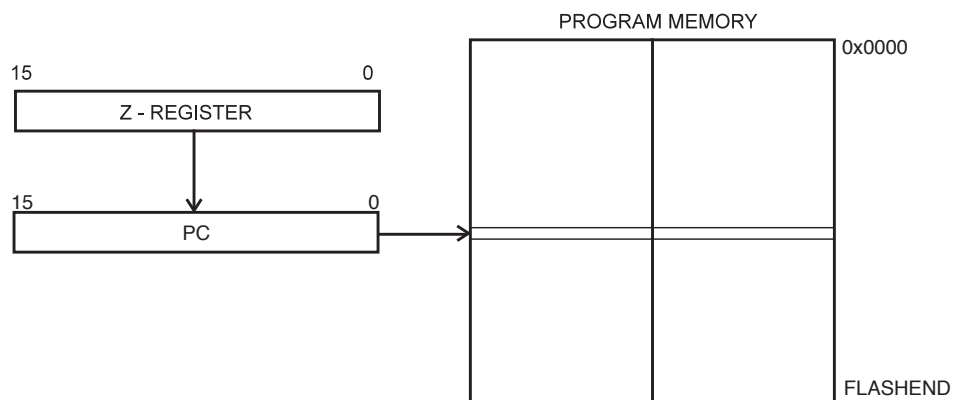 PROGRAM MEMORY
0x0000
15 0
Z - REGISTER
15 0
PC
FLASHEND